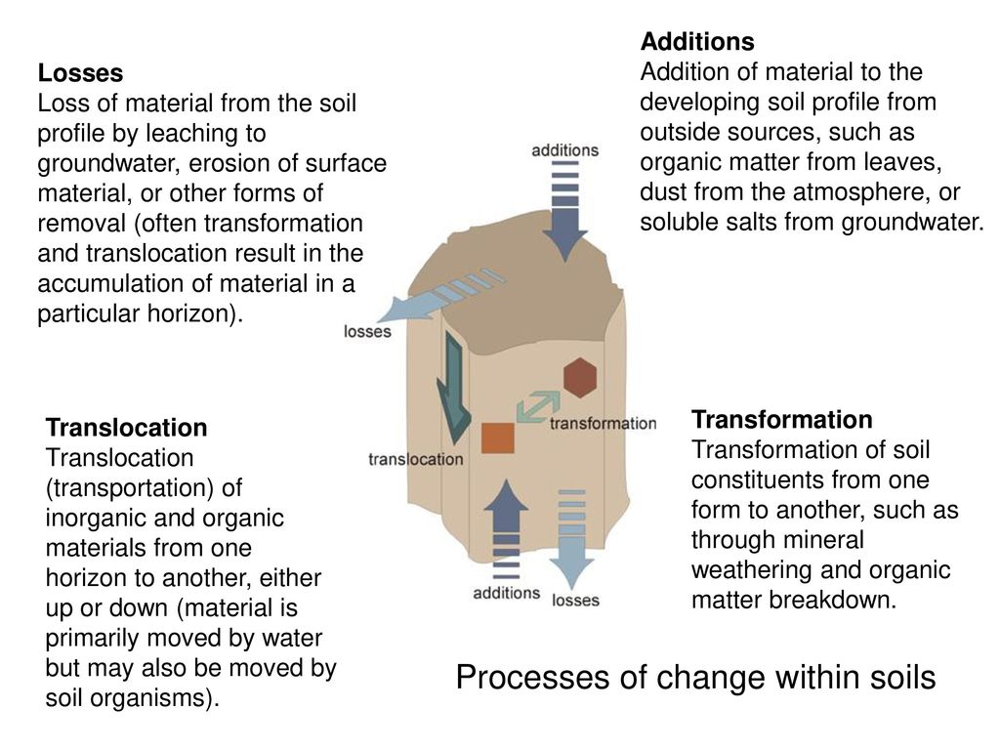 Losses
Loss of material from the soil
profile by leaching to
groundwater, erosion of surface
material, or other forms of
removal (often transformation
and translocation result in the
accumulation of material in a
particular horizon).
Additions
Addition of material to the
developing soil profile from
outside sources, such as
organic matter from leaves,
dust from the atmosphere, or
soluble salts from groundwater.
additions
losses
transformation
translocation
additions
losses
Translocation
Translocation
(transportation) of
inorganic and organic
materials from one
horizon to another, either
up or down (material is
primarily moved by water
but may also be moved by
soil organisms).
Transformation
Transformation of soil
constituents from one
form to another, such as
through mineral
weathering and organic
matter breakdown.
Processes of change within soils